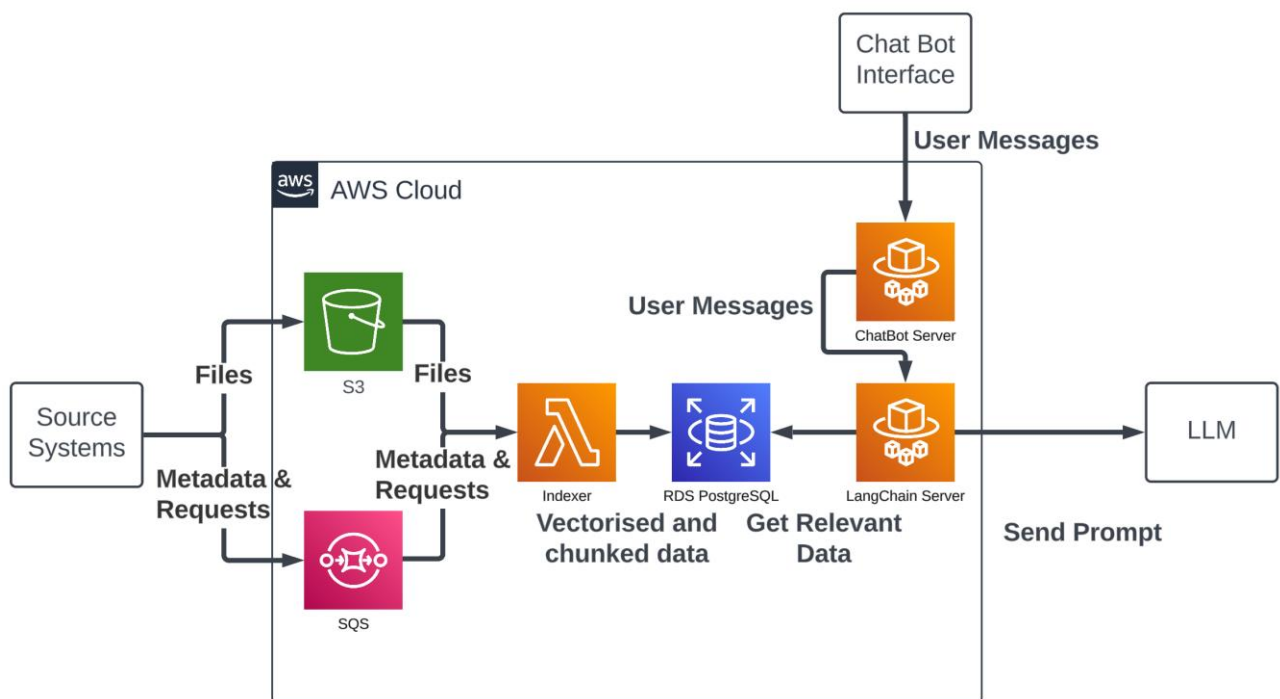 Chat Bot
Interface
User Messages
aws
AWS Cloud
User Messages
ChatBot Server
Files
S3
Files
Source
Systems
Metadata &
Requests
Metadata &
Requests
SQS
Indexer
RDS PostgreSQL
LangChain Server
LLM
Vectorised and
chunked data
Get Relevant
Data
Send Prompt